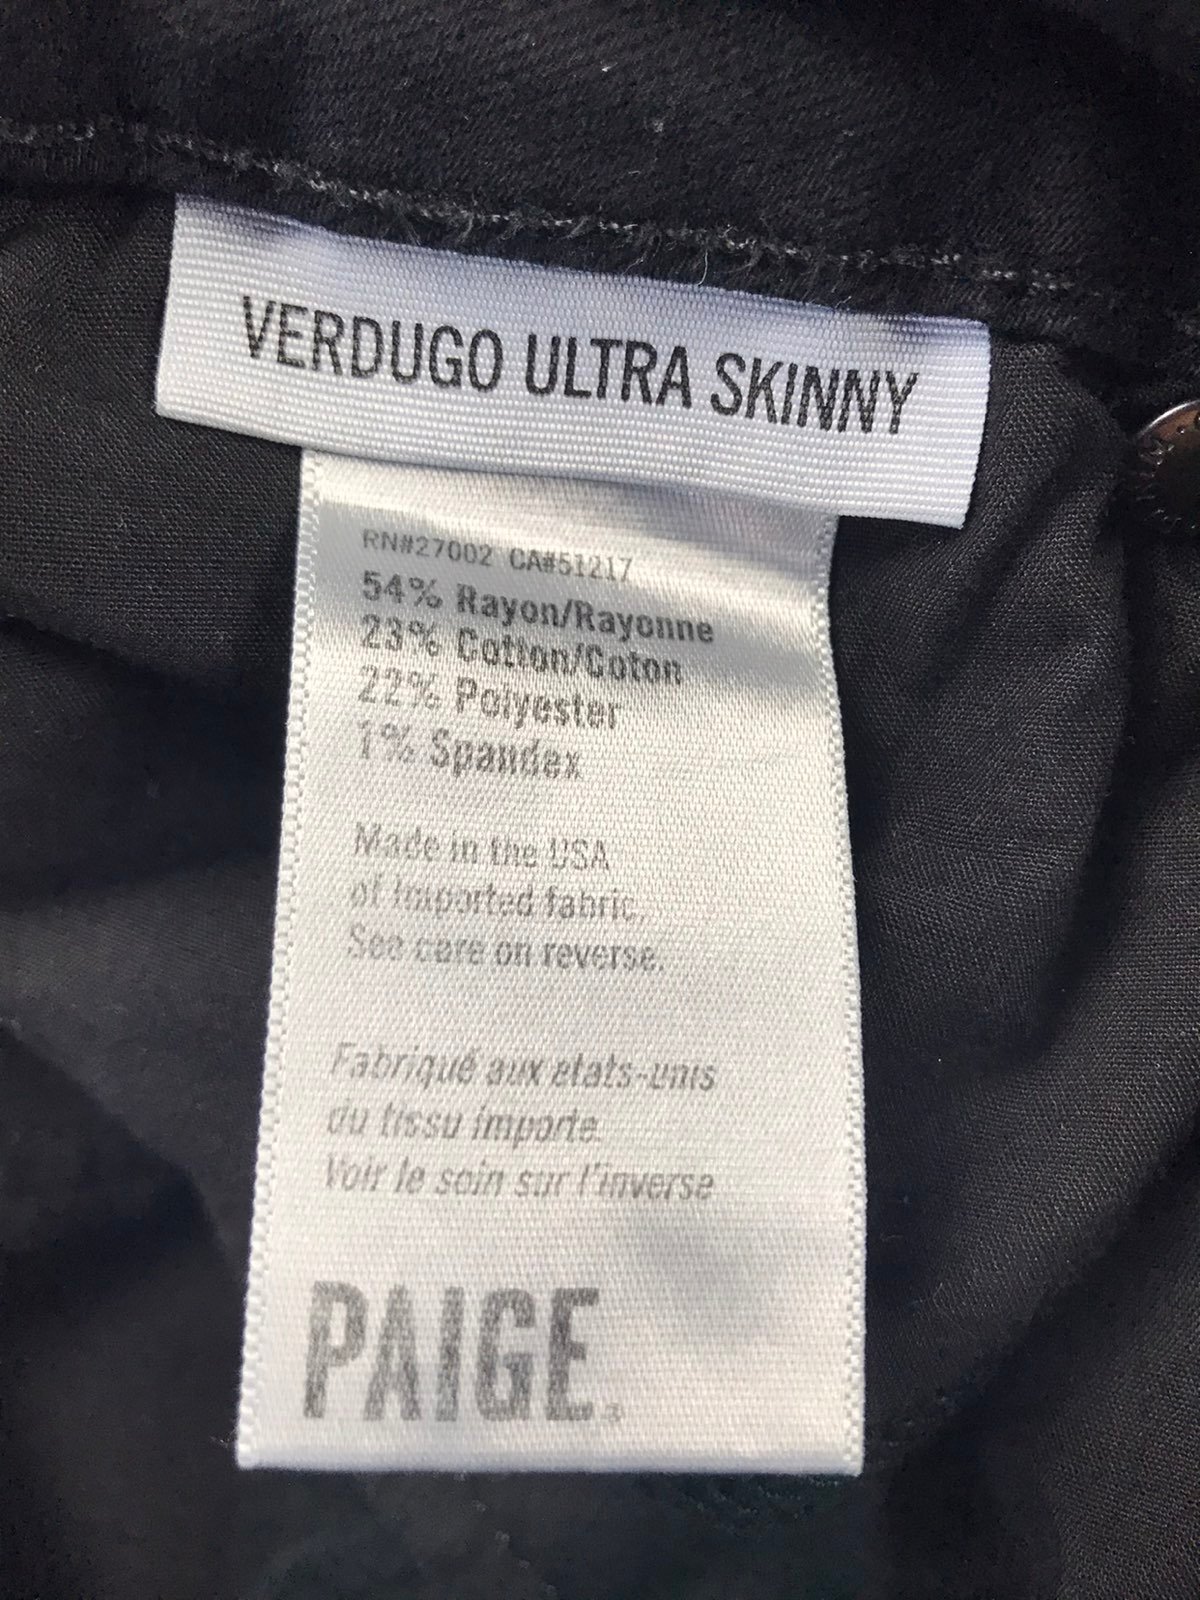 VERDUGO ULTRA SKINNY
RN#27002 CA#51217
54% Rayon/Rayonne
23% Cotton/Coton
22% Polyester
1% Spandex
Made in the USA
of imported fabric.
See care on reverse.
Fabriqué aux etats-unis
du tissu importe.
Voir le soin sur l'inverse
PAIGE